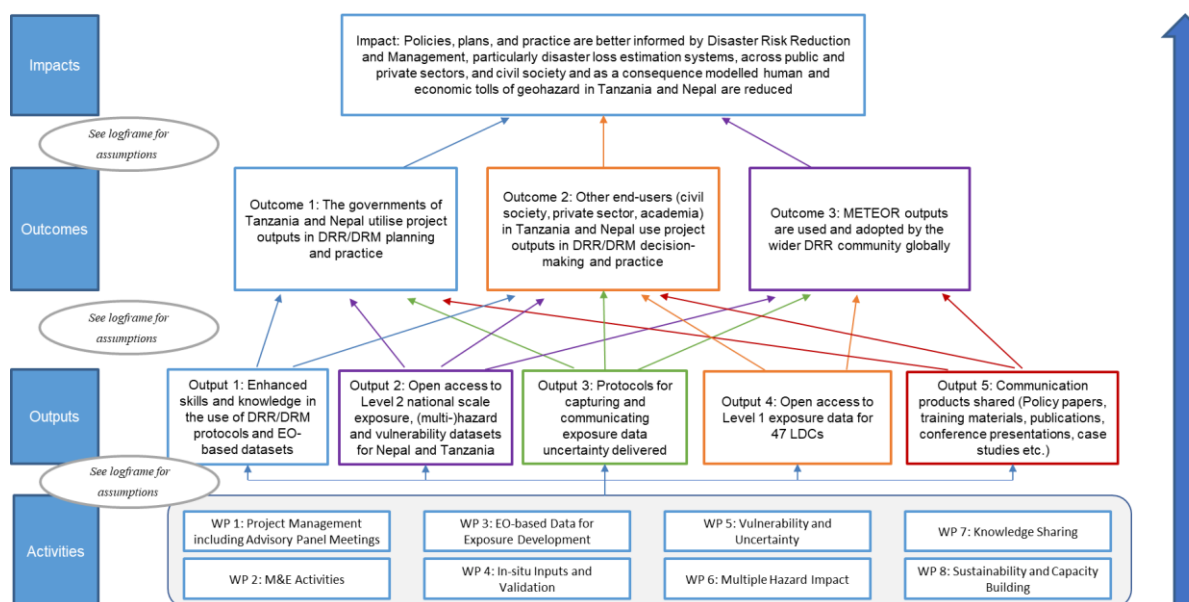 Impacts
Impact: Policies, plans, and practice are better informed by Disaster Risk Reduction
and Management, particularly disaster loss estimation systems, across public and
private sectors, and civil society and as a consequence modelled human and
economic tolls of geohazard in Tanzania and Nepal are reduced
See logframe for
assumptions
Outcomes
Outcome 1: The governments of
Tanzania and Nepal utilise project
outputs in DRR/DRM planning
and practice
Outcome 2: Other end-users (civil
society, private sector, academia)
in Tanzania and Nepal use project
outputs in DRR/DRM decision-
making and practice
Outcome 3: METEOR outputs
are used and adopted by the
wider DRR community globally
See logframe for
assumptions
Outputs
Output 1: Enhanced
skills and knowledge in
the use of DRR/DRM
protocols and EO-
based datasets
Output 2: Open access to
Level 2 national scale
exposure, (multi-)hazard
and vulnerability datasets
for Nepal and Tanzania
Output 3: Protocols for
capturing and
communicating
exposure data
uncertainty delivered
Output 4: Open access to
Level 1 exposure data for
47 LDCs
Output 5: Communication
products shared (Policy papers,
training materials, publications,
conference presentations, case
studies etc.)
See logframe for
assumptions
Activities
WP 1: Project Management
including Advisory Panel Meetings
WP 3: EO-based Data for
Exposure Development
WP 5: Vulnerability and
Uncertainty
WP 7: Knowledge Sharing
WP 2: M&E Activities
WP 4: In-situ Inputs and
Validation
WP 6: Multiple Hazard Impact
WP 8: Sustainability and Capacity
Building